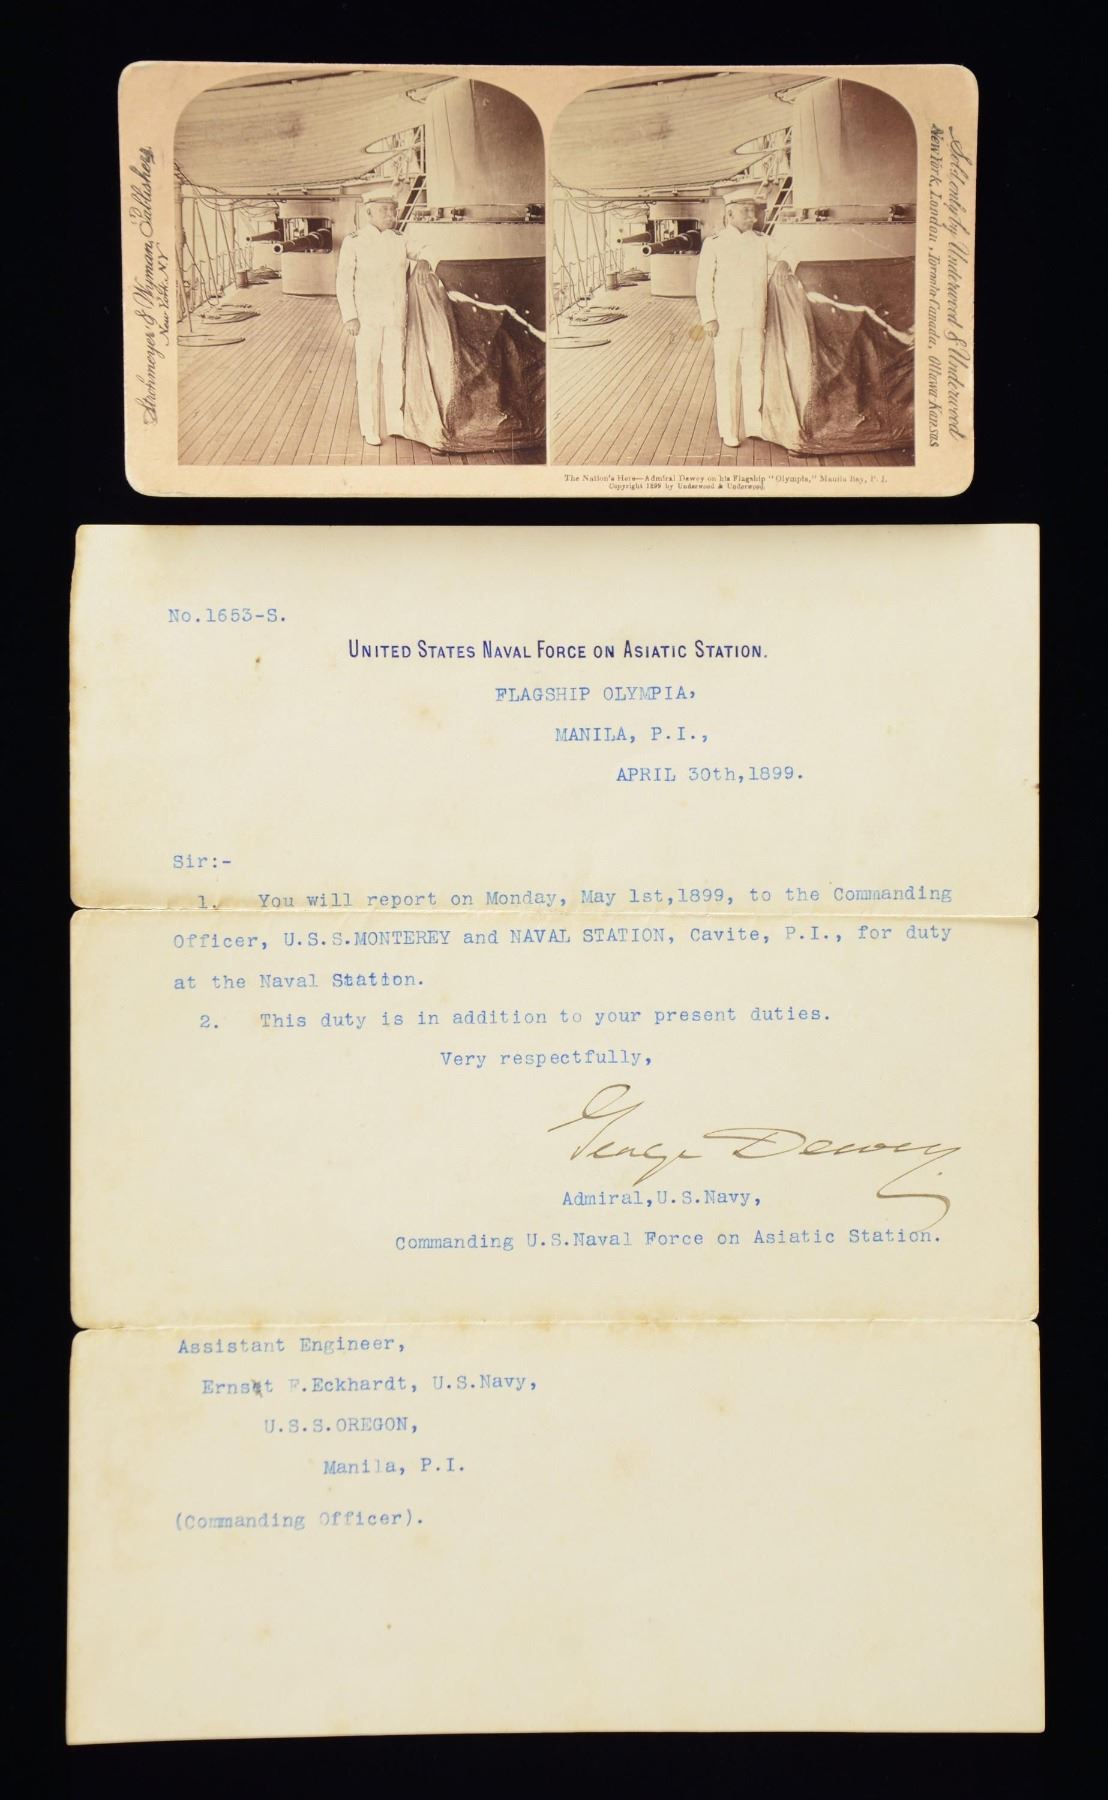 Strohmeyer & Wyman, Publishers,
New York, N.Y.
Sold only by Underwood & Underwood
New York, London, Toronto-Canada, Ottawa-Kansas
The Nation's Hero—Admiral Dewey on his Flagship "Olympia," Manila Bay, P. I.
Copyright 1899 by Underwood & Underwood.
No.1653-S.
UNITED STATES NAVAL FORCE ON ASIATIC STATION.
FLAGSHIP OLYMPIA,
MANILA, P.I.,
APRIL 30th,1899.
Sir:-
1. You will report on Monday, May 1st,1899, to the Commanding
Officer, U.S.S.MONTEREY and NAVAL STATION, Cavite, P.I., for duty
at the Naval Station.
2. This duty is in addition to your present duties.
Very respectfully,
George Dewey
Admiral,U.S.Navy,
Commanding U.S.Naval Force on Asiatic Station.
Assistant Engineer,
F.Eckhardt, U.S.Navy,
U.S.S.OREGON,
Manila, P.I.
(Commanding Officer).